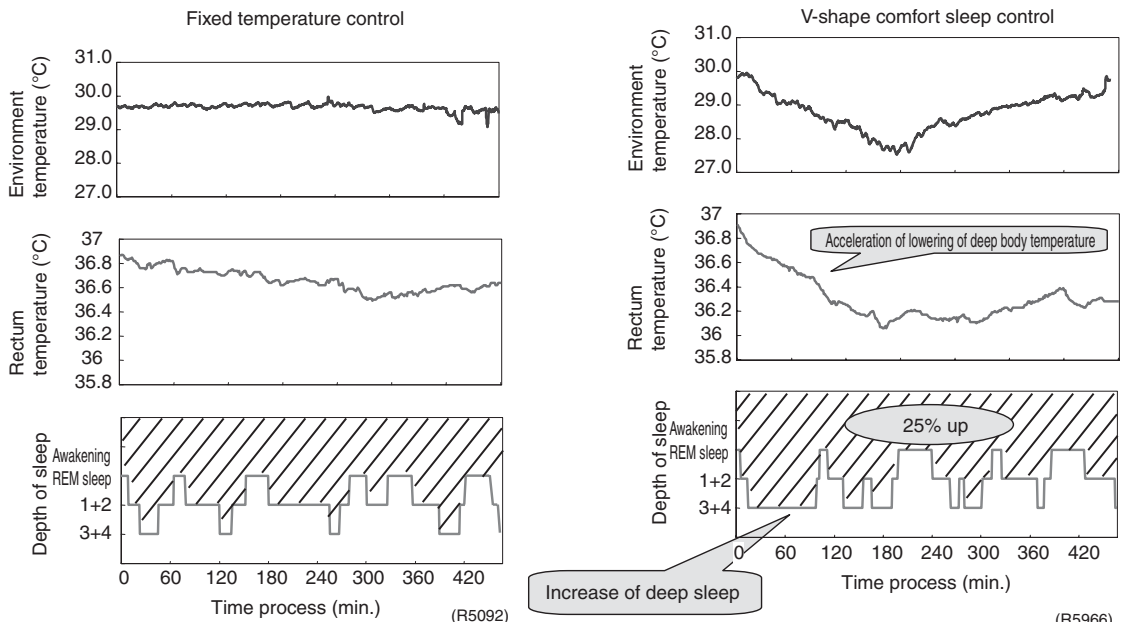 Fixed temperature control
Environment
temperature (°C)
31.0
30.0
29.0
28.0
27.0
Rectum
temperature (°C)
37
36.8
36.6
36.4
36.2
36
35.8
Depth of sleep
Awakening
REM sleep
1+2
3+4
0 60 120 180 240 300 360 420
Time process (min.)
(R5092)
V-shape comfort sleep control
Environment
temperature (°C)
31.0
30.0
29.0
28.0
27.0
Rectum
temperature (°C)
37
36.8
36.6
36.4
36.2
36
35.8
Acceleration of lowering of deep body temperature
Depth of sleep
Awakening
REM sleep
1+2
3+4
25% up
0 60 120 180 240 300 360 420
Time process (min.)
Increase of deep sleep
(R5966)